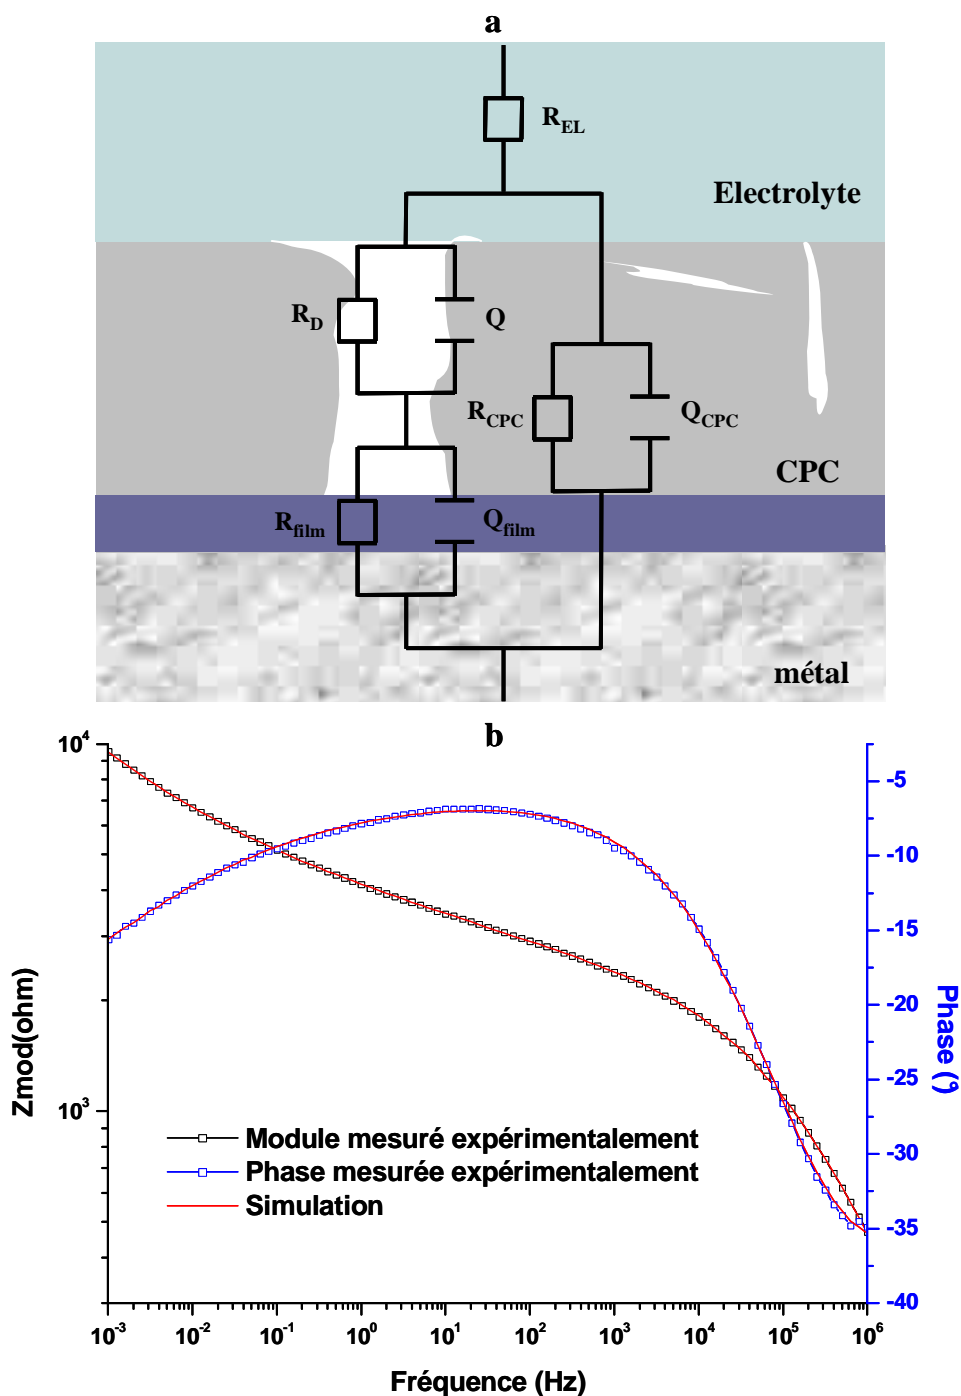 a
R_EL
Electrolyte
R_D
Q
R_CPC
Q_CPC
CPC
R_film
Q_film
métal
b
10^4
10^3
Zmod(ohm)
-5
-10
-15
-20
-25
-30
-35
-40
Phase (º)
Module mesuré expérimentalement
Phase mesurée expérimentalement
Simulation
10^-3 10^-2 10^-1 10^0 10^1 10^2 10^3 10^4 10^5 10^6
Fréquence (Hz)